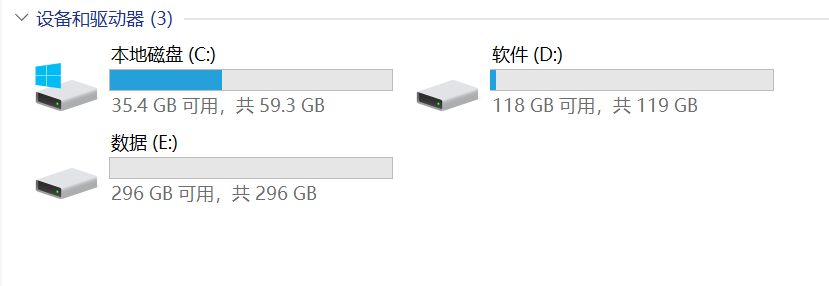 设备和驱动器 (3)
本地磁盘 (C:)
35.4 GB 可用，共 59.3 GB
软件 (D:)
118 GB 可用，共 119 GB
数据 (E:)
296 GB 可用，共 296 GB